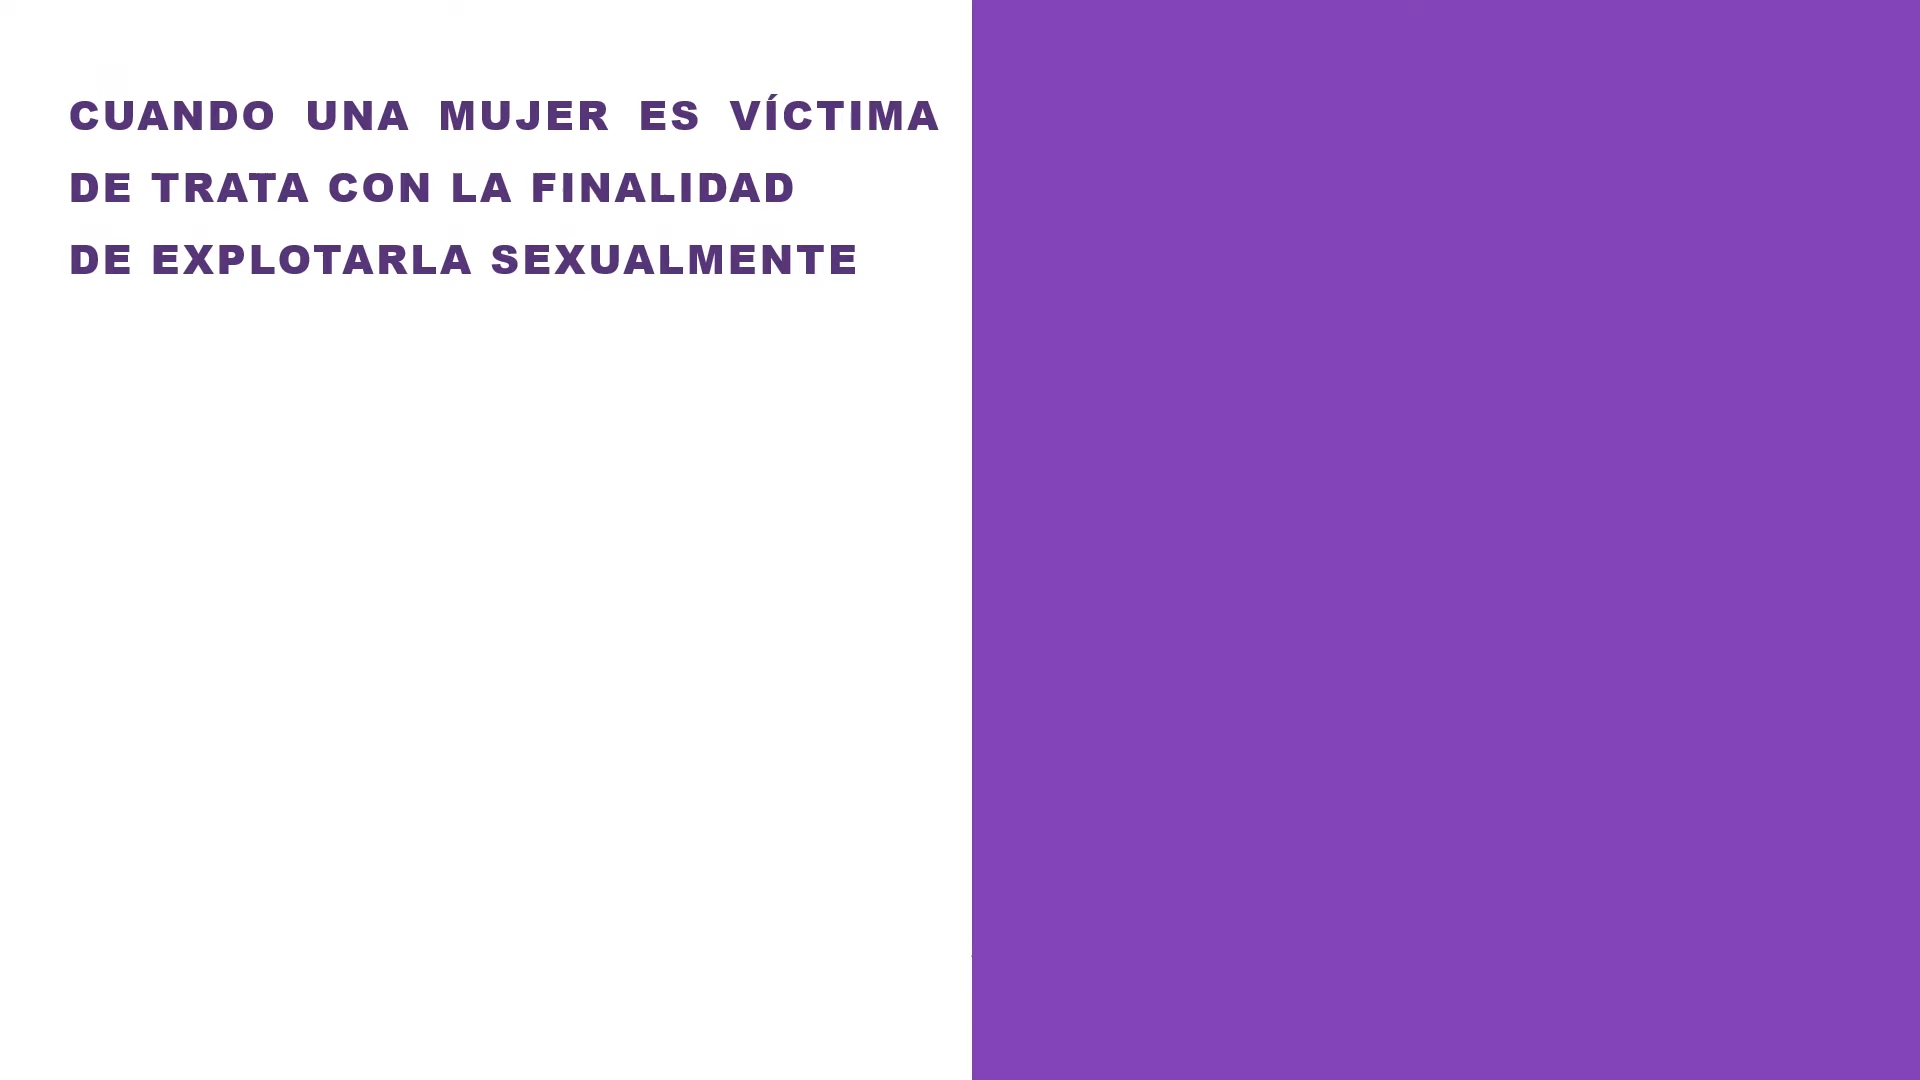 CUANDO UNA MUJER ES VÍCTIMA
DE TRATA CON LA FINALIDAD
DE EXPLOTARLA SEXUALMENTE